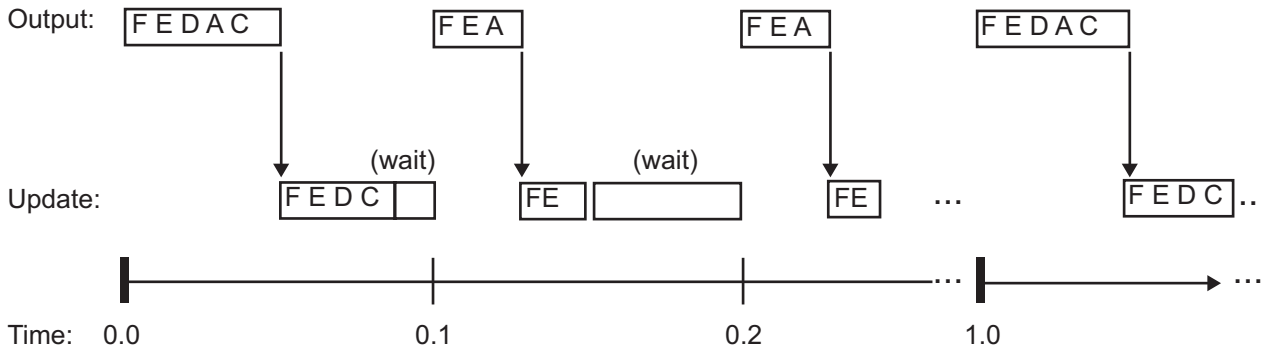 Output: F E D A C F E A F E A F E D A C
(wait) (wait)
Update: F E D C FE FE ... F E D C ..
... ...
Time: 0.0 0.1 0.2 1.0